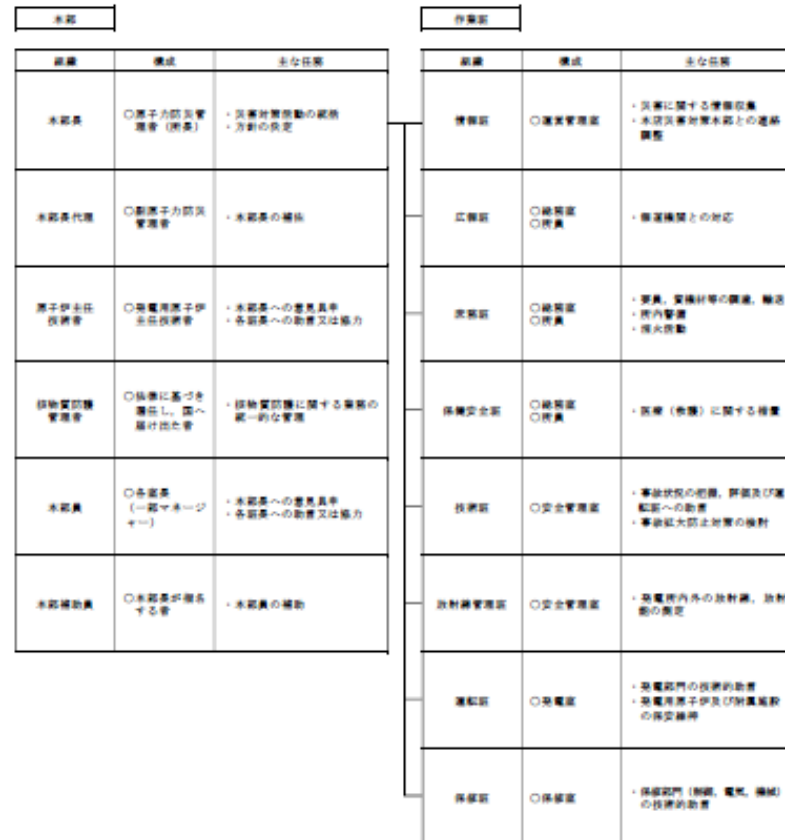 本部
組織 構成 主な任務
本部長
○原子力防災管
理者（所長）
・災害対策活動の統括
・方針の決定
本部長代理
○副原子力防災
管理者
・本部長の補佐
原子炉主任
技術者
○発電用原子炉
主任技術者
・本部長への意見具申
・各班長への助言又は協力
核物質防護
管理者
○法律に基づき
選任し，国へ
届け出た者
・核物質防護に関する業務の
統一的な管理
本部員
○各室長
（一部マネージ
ャー）
・本部長への意見具申
・各班長への助言又は協力
本部補助員
○本部長が指名
する者
・本部員の補助
作業班
組織 構成 主な任務
情報班
○運営管理室
・災害に関する情報収集
・本店災害対策本部との連絡
調整
広報班
○総務室
○所員
・報道機関との対応
庶務班
○総務室
○所員
・要員，資機材等の調達，輸送
・所内警備
・消火活動
保健安全班
○総務室
○所員
・医療（救護）に関する措置
技術班
○安全管理室
・事故状況の把握，評価及び運
転班への助言
・事故拡大防止対策の検討
放射線管理班
○安全管理室
・発電所内外の放射線，放射
能の測定
運転班
○発電室
・発電部門の技術的助言
・発電用原子炉及び附属施設
の保安維持
保修班
○保修室
・保修部門（制御，電気，機械）
の技術的助言